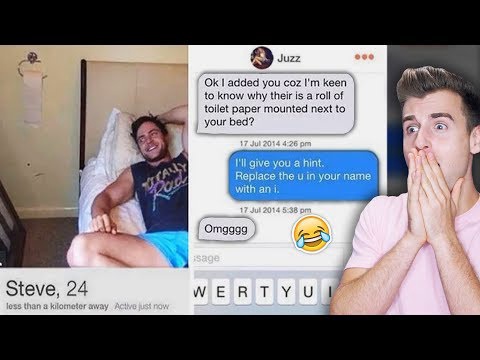 Juzz
Ok I added you coz I'm keen
to know why their is a roll of
toilet paper mounted next to
your bed?
17 Jul 2014 4:26 pm
I'll give you a hint.
Replace the u in your name
with an i.
17 Jul 2014 5:38 pm
Omgggg
ssage
W E R T Y U I
TOTALLY
Rad
Steve, 24
less than a kilometer away Active just now